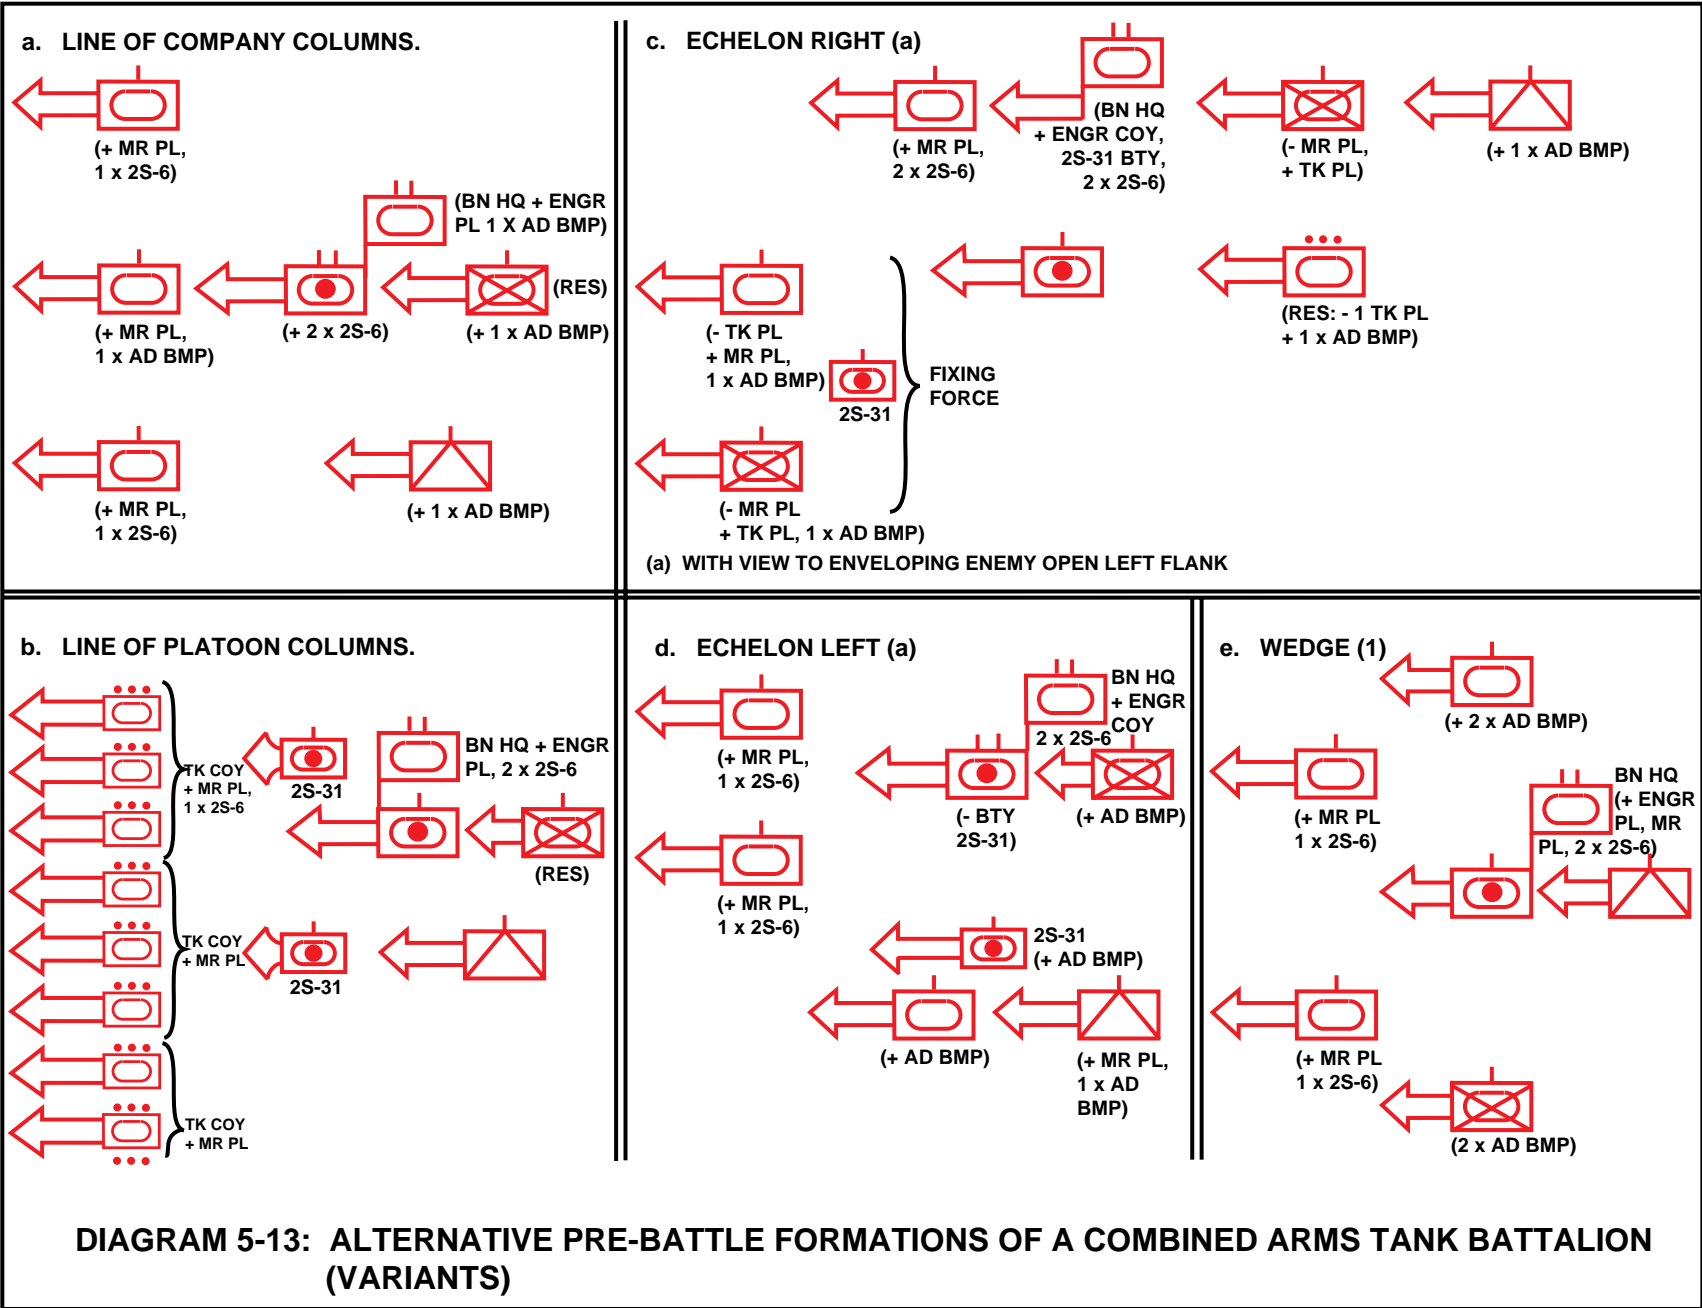 a. LINE OF COMPANY COLUMNS.
(+ MR PL,
1 x 2S-6)
(BN HQ + ENGR
PL 1 X AD BMP)
(+ MR PL,
1 x AD BMP)
(+ 2 x 2S-6)
(RES)
(+ 1 x AD BMP)
(+ MR PL,
1 x 2S-6)
(+ 1 x AD BMP)
c. ECHELON RIGHT (a)
(+ MR PL,
2 x 2S-6)
(BN HQ
+ ENGR COY,
2S-31 BTY,
2 x 2S-6)
(- MR PL,
+ TK PL)
(+ 1 x AD BMP)
(- TK PL
+ MR PL,
1 x AD BMP)
2S-31
FIXING
FORCE
(RES: - 1 TK PL
+ 1 x AD BMP)
(- MR PL
+ TK PL, 1 x AD BMP)
(a) WITH VIEW TO ENVELOPING ENEMY OPEN LEFT FLANK
b. LINE OF PLATOON COLUMNS.
TK COY
+ MR PL,
1 x 2S-6
2S-31
BN HQ + ENGR
PL, 2 x 2S-6
(RES)
TK COY
+ MR PL
2S-31
TK COY
+ MR PL
d. ECHELON LEFT (a)
(+ MR PL,
1 x 2S-6)
BN HQ
+ ENGR
COY
2 x 2S-6
(- BTY
2S-31)
(+ AD BMP)
(+ MR PL,
1 x 2S-6)
2S-31
(+ AD BMP)
(+ AD BMP)
(+ MR PL,
1 x AD
BMP)
e. WEDGE (1)
(+ 2 x AD BMP)
(+ MR PL
1 x 2S-6)
BN HQ
(+ ENGR
PL, MR
PL, 2 x 2S-6)
(+ MR PL
1 x 2S-6)
(2 x AD BMP)
DIAGRAM 5-13: ALTERNATIVE PRE-BATTLE FORMATIONS OF A COMBINED ARMS TANK BATTALION
(VARIANTS)